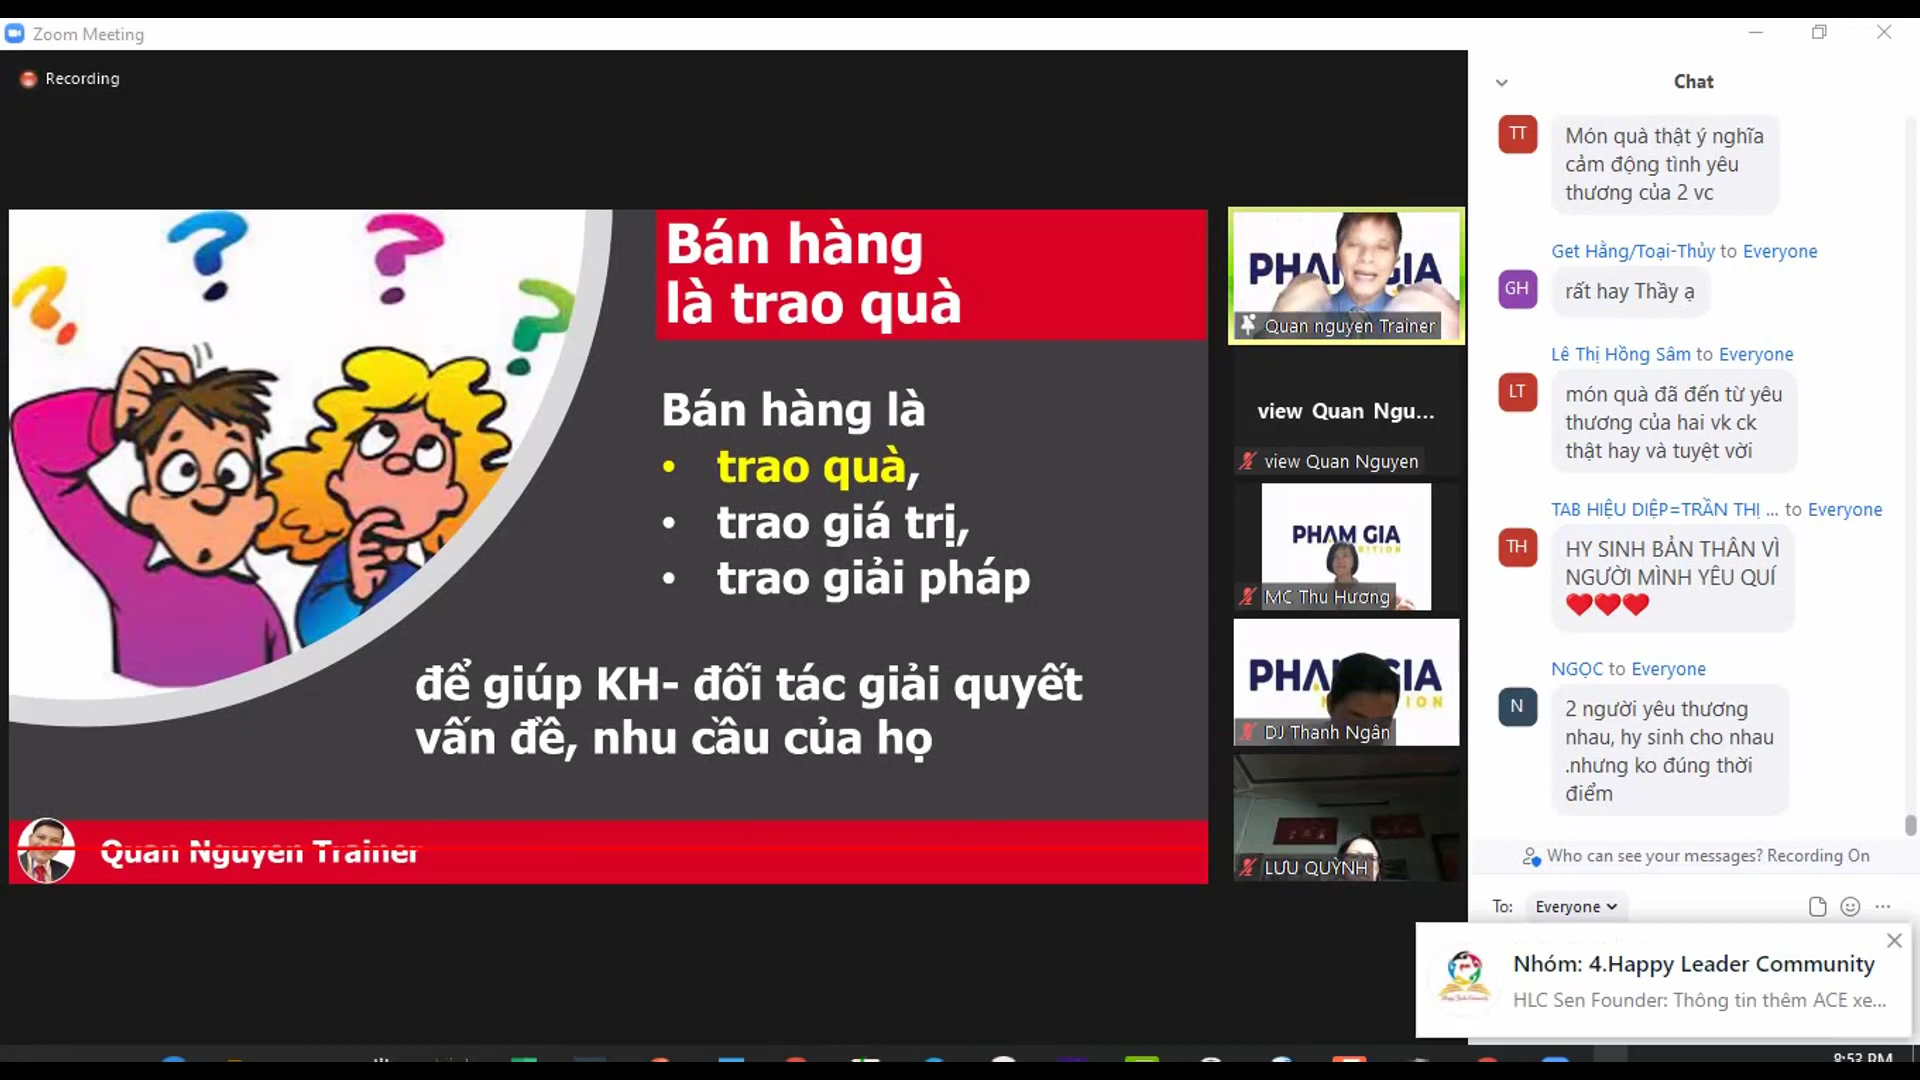 Zoom Meeting
Recording
Bán hàng
là trao quà
Bán hàng là
• trao quà,
• trao giá trị,
• trao giải pháp
để giúp KH- đối tác giải quyết
vấn đề, nhu cầu của họ
Quan Nguyen Trainer
Quan nguyen Trainer
view Quan Ngu...
view Quan Nguyen
PHAM GIA
MC Thu Hương
DJ Thanh Ngân
LƯU QUỲNH
Chat
TT
Món quà thật ý nghĩa
cảm động tình yêu
thương của 2 vc
Get Hằng/Toại-Thủy to Everyone
GH
rất hay Thầy ạ
Lê Thị Hồng Sâm to Everyone
LT
món quà đã đến từ yêu
thương của hai vk ck
thật hay và tuyệt vời
TAB HIỆU DIỆP=TRẦN THỊ ... to Everyone
TH
HY SINH BẢN THÂN VÌ
NGƯỜI MÌNH YÊU QUÍ
❤❤❤
NGỌC to Everyone
N
2 người yêu thương
nhau, hy sinh cho nhau
.nhưng ko đúng thời
điểm
Who can see your messages? Recording On
To: Everyone
Nhóm: 4.Happy Leader Community
HLC Sen Founder: Thông tin thêm ACE xe...
8:53 PM